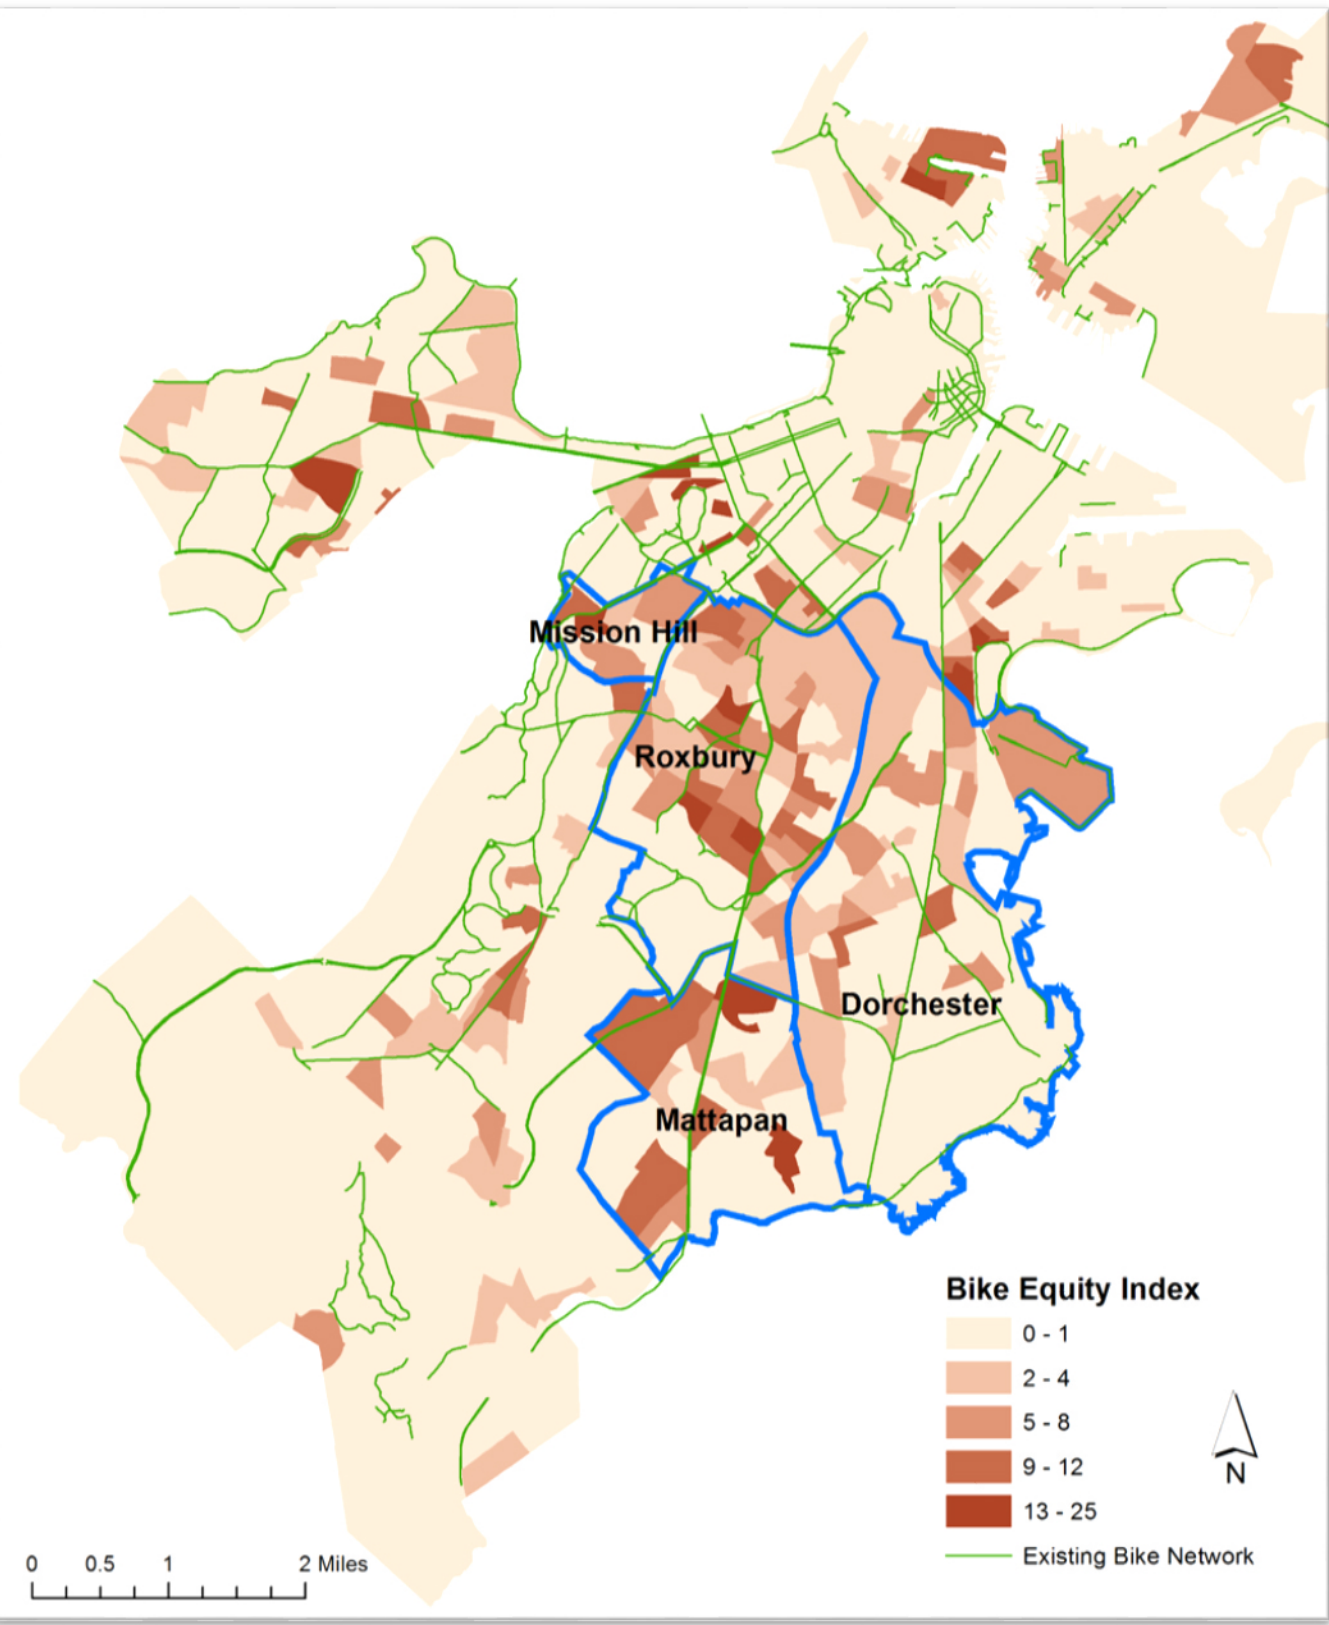 Mission Hill
Roxbury
Dorchester
Mattapan
Bike Equity Index
0 - 1
2 - 4
5 - 8
9 - 12
13 - 25
Existing Bike Network
N
0 0.5 1 2 Miles